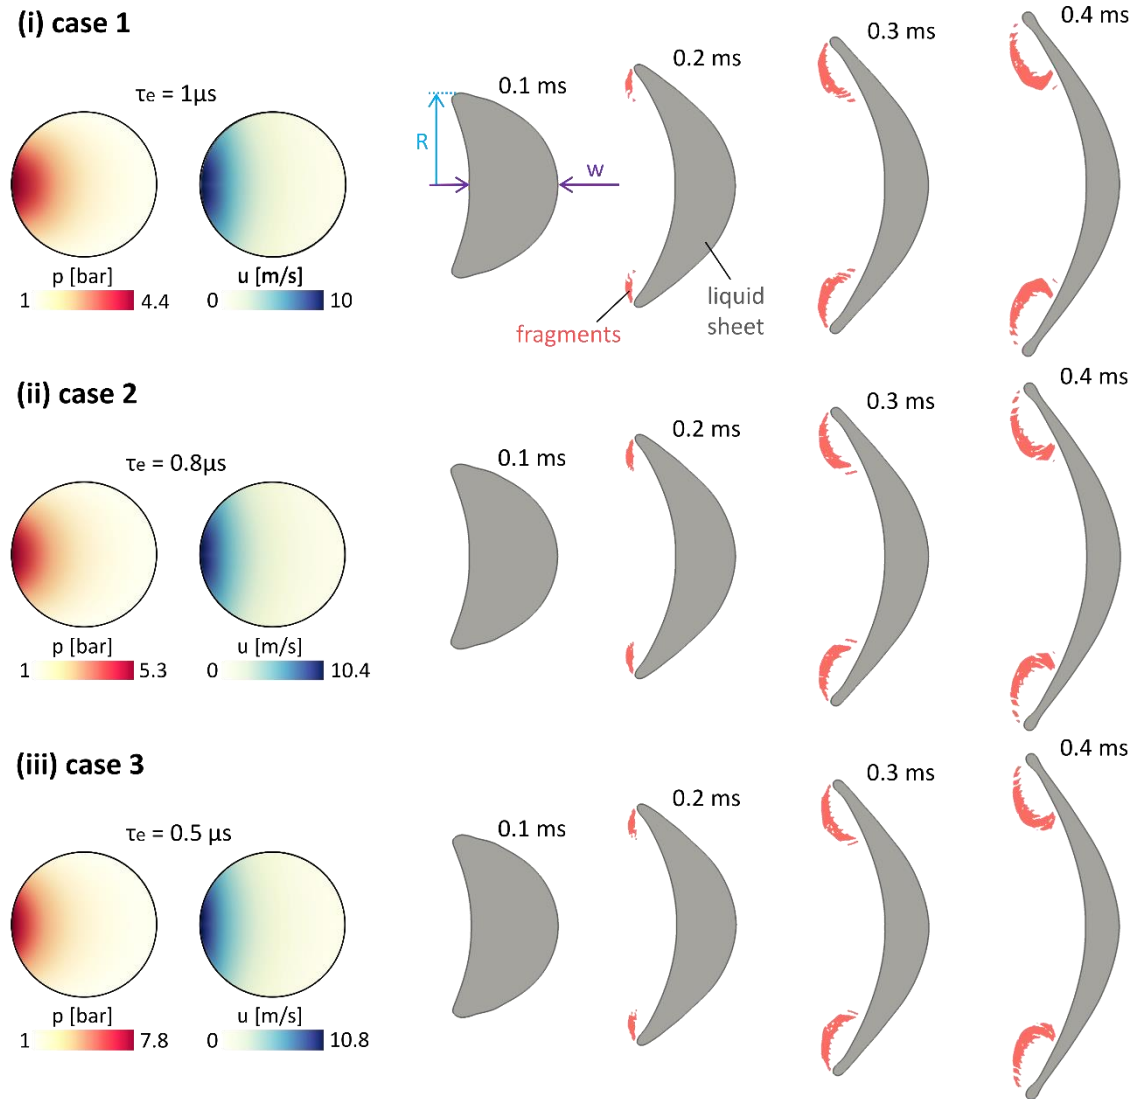 (i) case 1
τe = 1μs
p [bar]
1 4.4
u [m/s]
0 10
R
w
0.1 ms
0.2 ms
0.3 ms
0.4 ms
fragments
liquid
sheet
(ii) case 2
τe = 0.8μs
p [bar]
1 5.3
u [m/s]
0 10.4
0.1 ms
0.2 ms
0.3 ms
0.4 ms
(iii) case 3
τe = 0.5 μs
p [bar]
1 7.8
u [m/s]
0 10.8
0.1 ms
0.2 ms
0.3 ms
0.4 ms